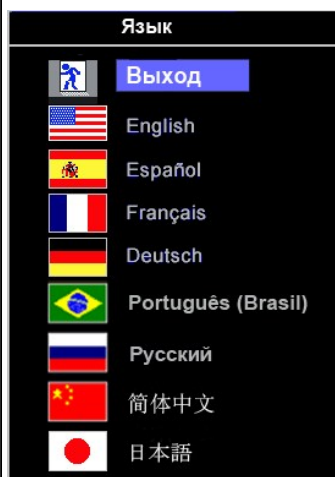 Язык
Выход
English
Español
Français
Deutsch
Português (Brasil)
Русский
简体中文
日本語